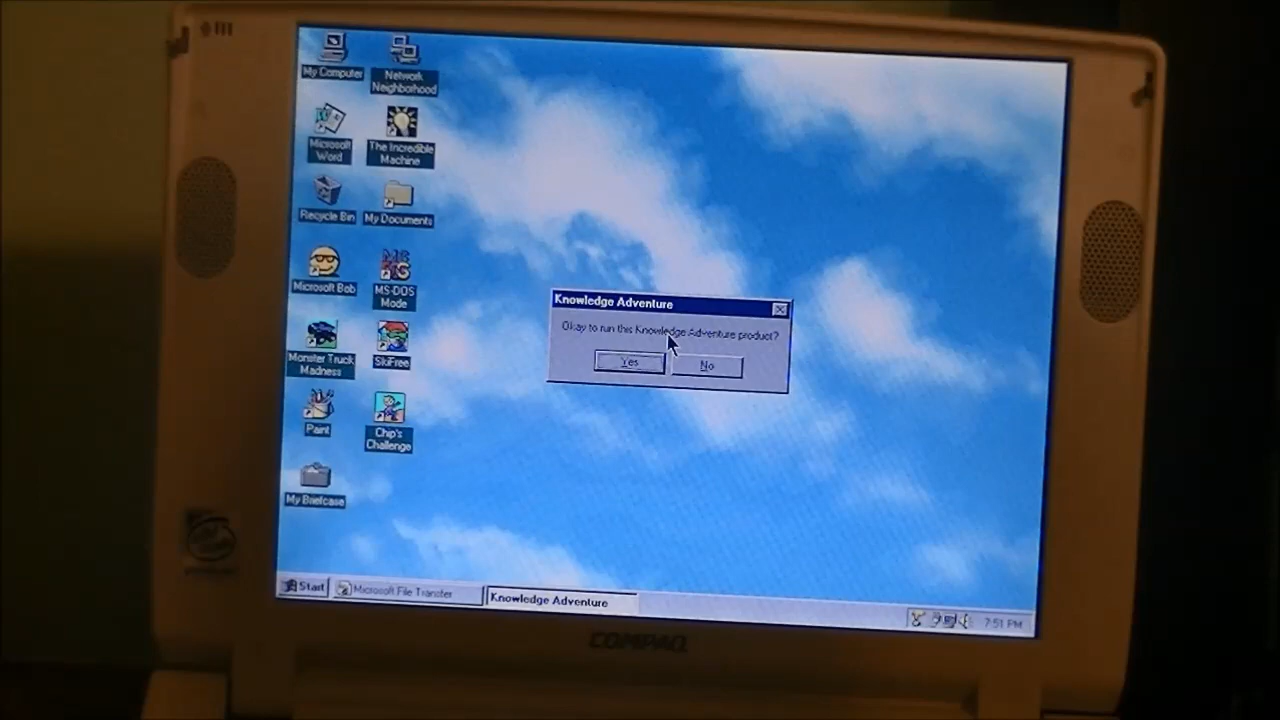 My Computer
Network
Neighborhood
Microsoft
Word
The Incredible
Machine
Recycle Bin
My Documents
Microsoft Bob
MS-DOS
Mode
Monster Truck
Madness
SkiFree
Paint
Chip's
Challenge
My Briefcase
Knowledge Adventure
Okay to run this Knowledge Adventure product?
Yes
No
Start
Microsoft File Transfer
Knowledge Adventure
7:51 PM
COMPAQ